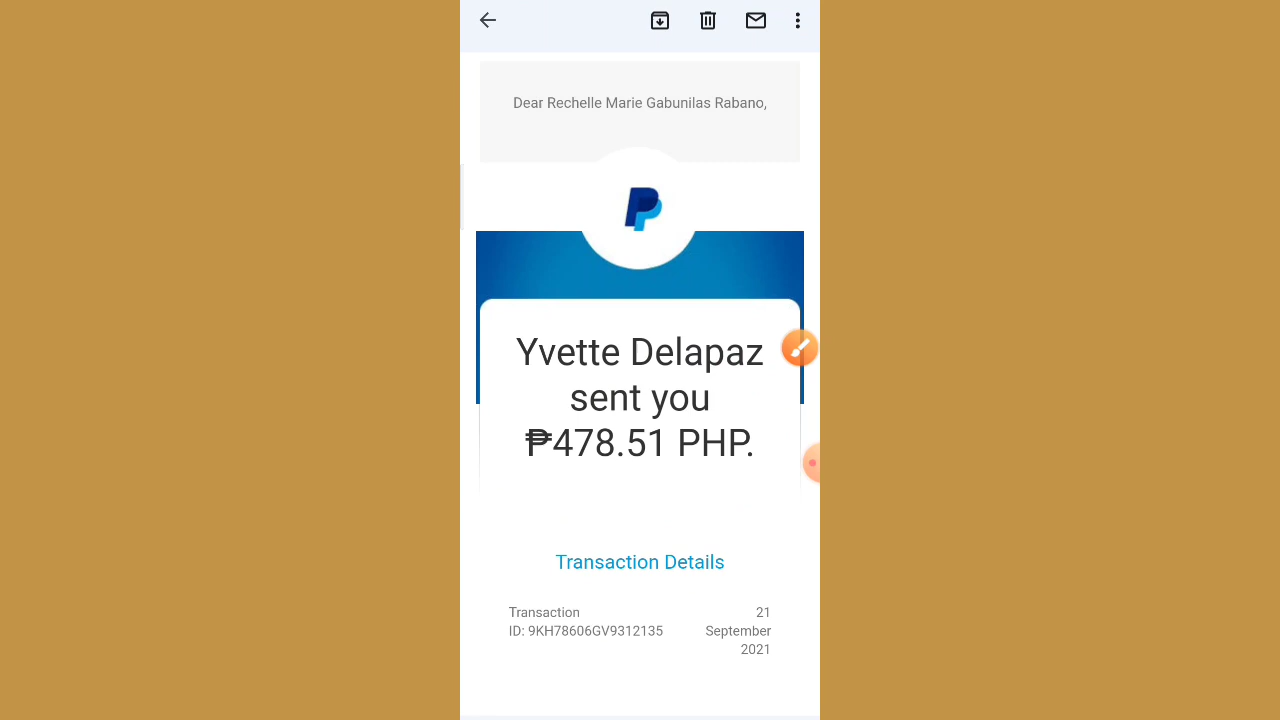 Dear Rechelle Marie Gabunilas Rabano,
Yvette Delapaz
sent you
₱478.51 PHP.
Transaction Details
Transaction
ID: 9KH78606GV9312135
21
September
2021